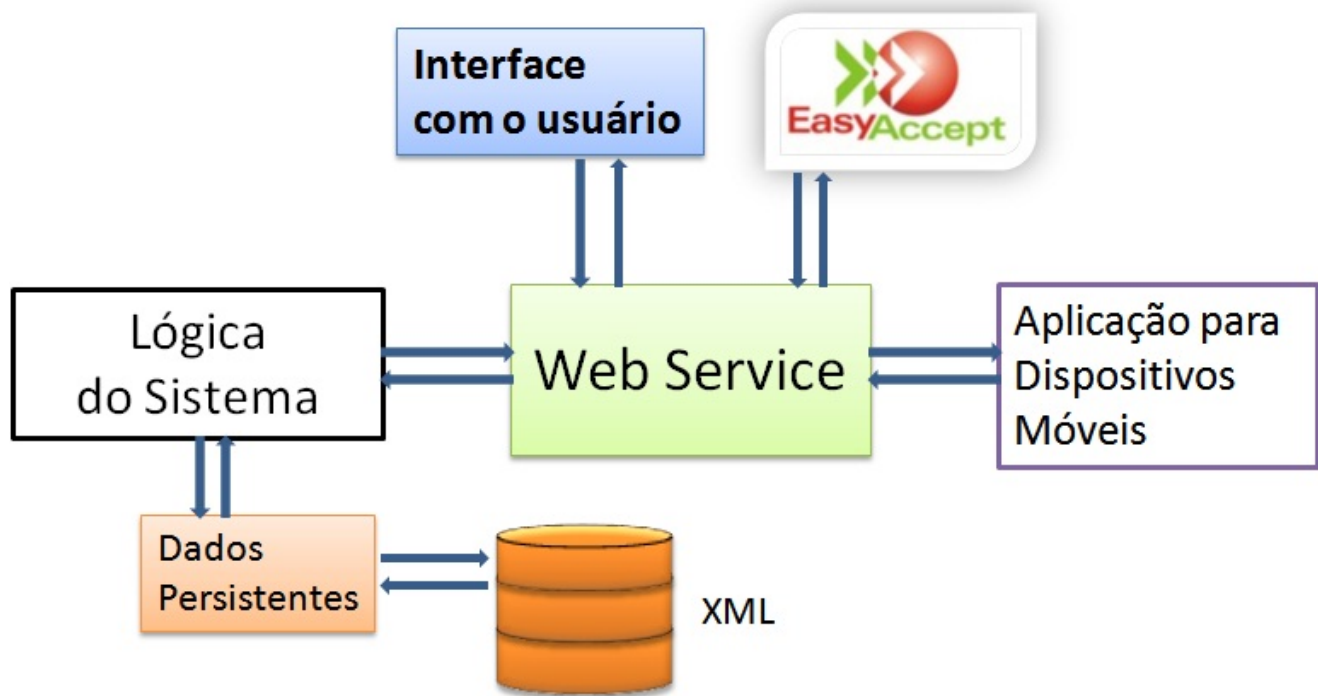 Interface
com o usuário
EasyAccept
Lógica
do Sistema
Web Service
Aplicação para
Dispositivos
Móveis
Dados
Persistentes
XML